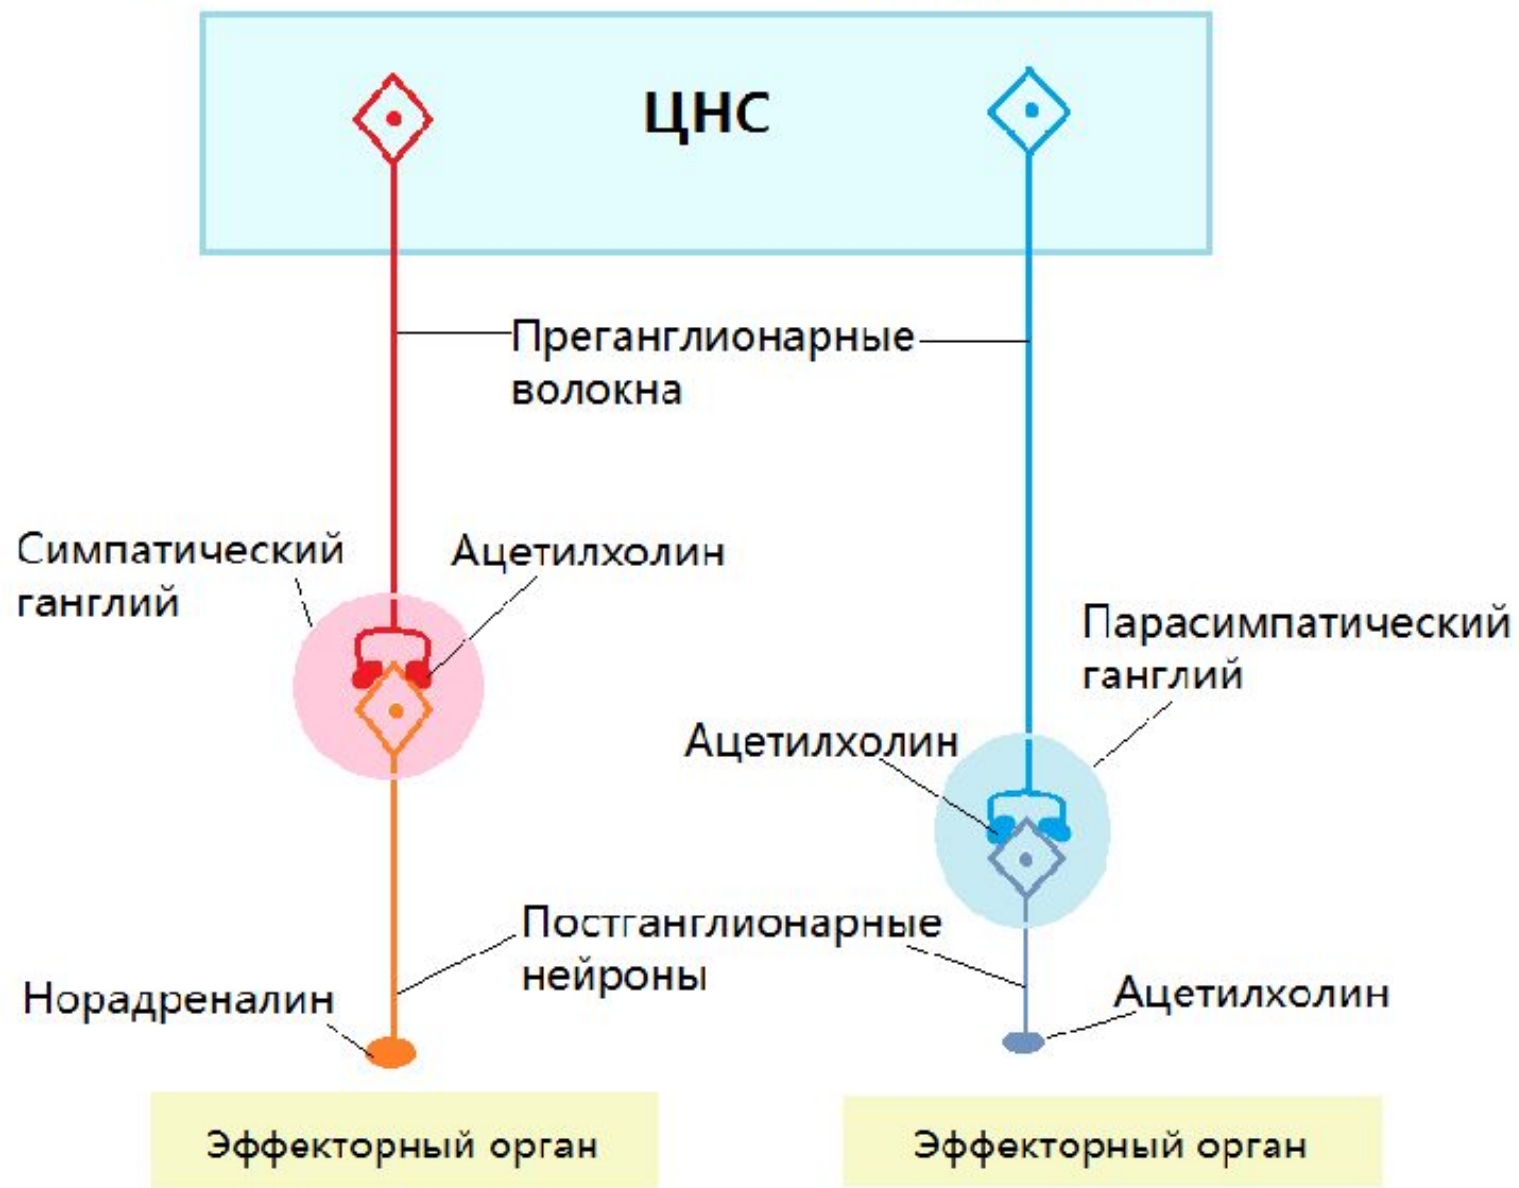 ЦНС
Преганглионарные
волокна
Симпатический
ганглий
Ацетилхолин
Парасимпатический
ганглий
Ацетилхолин
Постганглионарные
нейроны
Норадреналин
Ацетилхолин
Эффекторный орган
Эффекторный орган